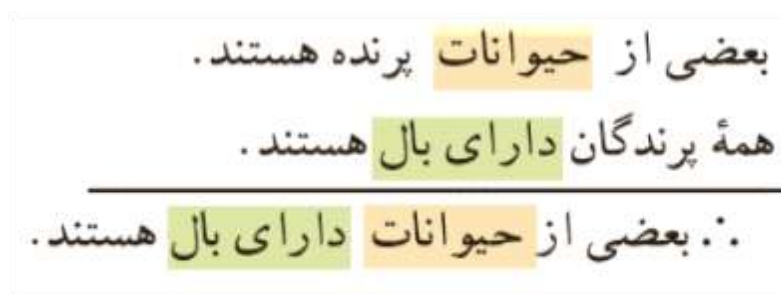 بعضی از حیوانات پرنده هستند.
همهٔ پرندگان دارای بال هستند.
∴ بعضی از حیوانات دارای بال هستند.